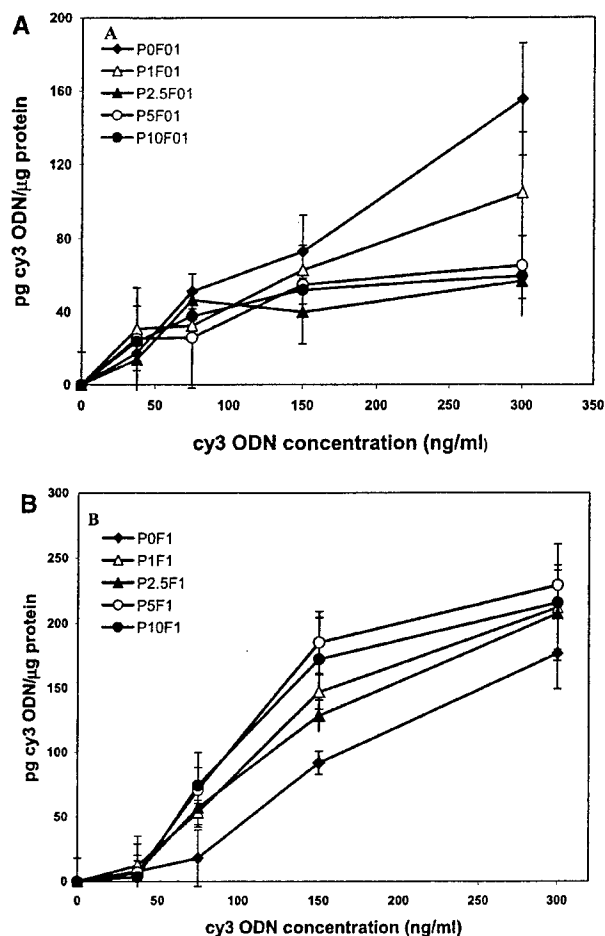 A
A
P0F01
P1F01
P2.5F01
P5F01
P10F01
200
160
120
80
40
0
pg cy3 ODN/µg protein
0 50 100 150 200 250 300 350
cy3 ODN concentration (ng/ml)
B
B
P0F1
P1F1
P2.5F1
P5F1
P10F1
300
250
200
150
100
50
0
pg cy3 ODN/µg protein
0 50 100 150 200 250 300
cy3 ODN concentration (ng/ml)